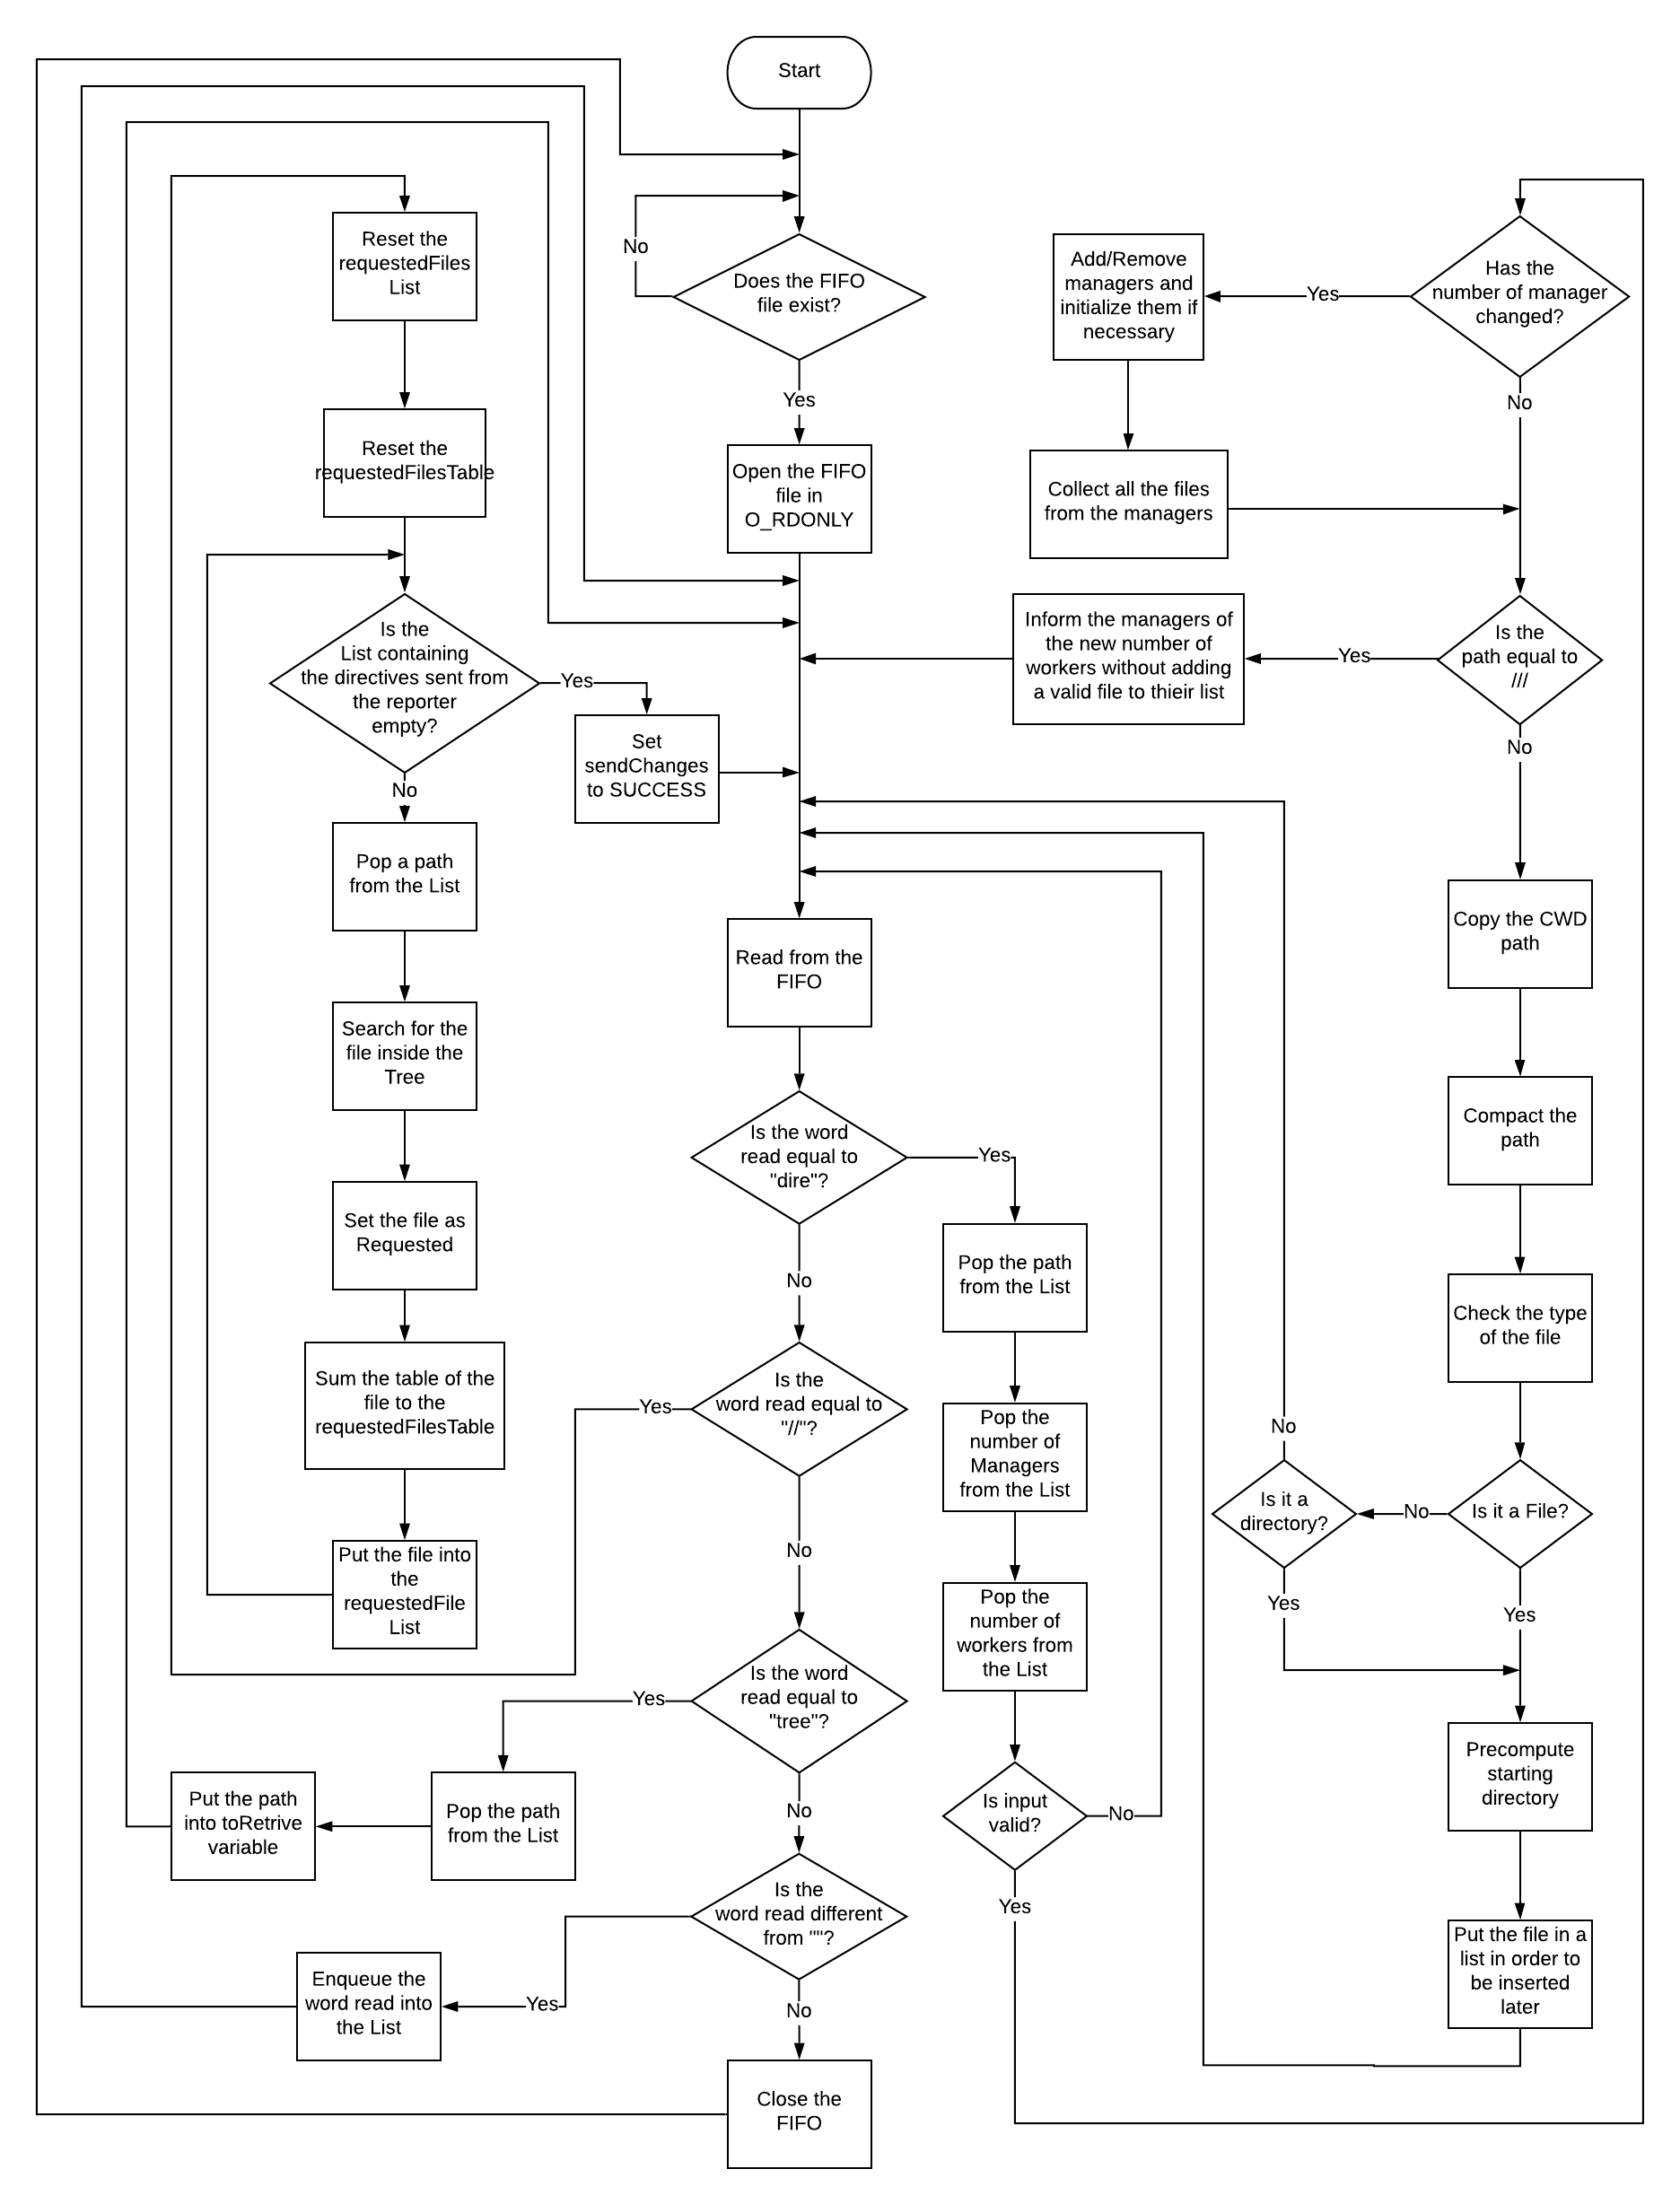 Start
No
Does the FIFO
file exist?
Yes
Open the FIFO
file in
O_RDONLY
Reset the
requestedFiles
List
Reset the
requestedFilesTable
Is the
List containing
the directives sent from
the reporter
empty?
Yes
Set
sendChanges
to SUCCESS
No
Pop a path
from the List
Search for the
file inside the
Tree
Set the file as
Requested
Sum the table of the
file to the
requestedFilesTable
Put the file into
the
requestedFile
List
Read from the
FIFO
Is the word
read equal to
"dire"?
Yes
No
Is the
word read equal to
"//"?
Yes
No
Is the word
read equal to
"tree"?
Yes
Pop the path
from the List
Put the path
into toRetrive
variable
No
Is the
word read different
from ""?
Yes
Enqueue the
word read into
the List
No
Close the
FIFO
Pop the path
from the List
Pop the
number of
Managers
from the List
Pop the
number of
workers from
the List
Is input
valid?
No
Yes
Has the
number of manager
changed?
Yes
Add/Remove
managers and
initialize them if
necessary
Collect all the files
from the managers
No
Is the
path equal to
///
Yes
Inform the managers of
the new number of
workers without adding
a valid file to thieir list
No
Copy the CWD
path
Compact the
path
Check the type
of the file
Is it a File?
No
Is it a
directory?
No
Yes
Yes
Precompute
starting
directory
Put the file in a
list in order to
be inserted
later